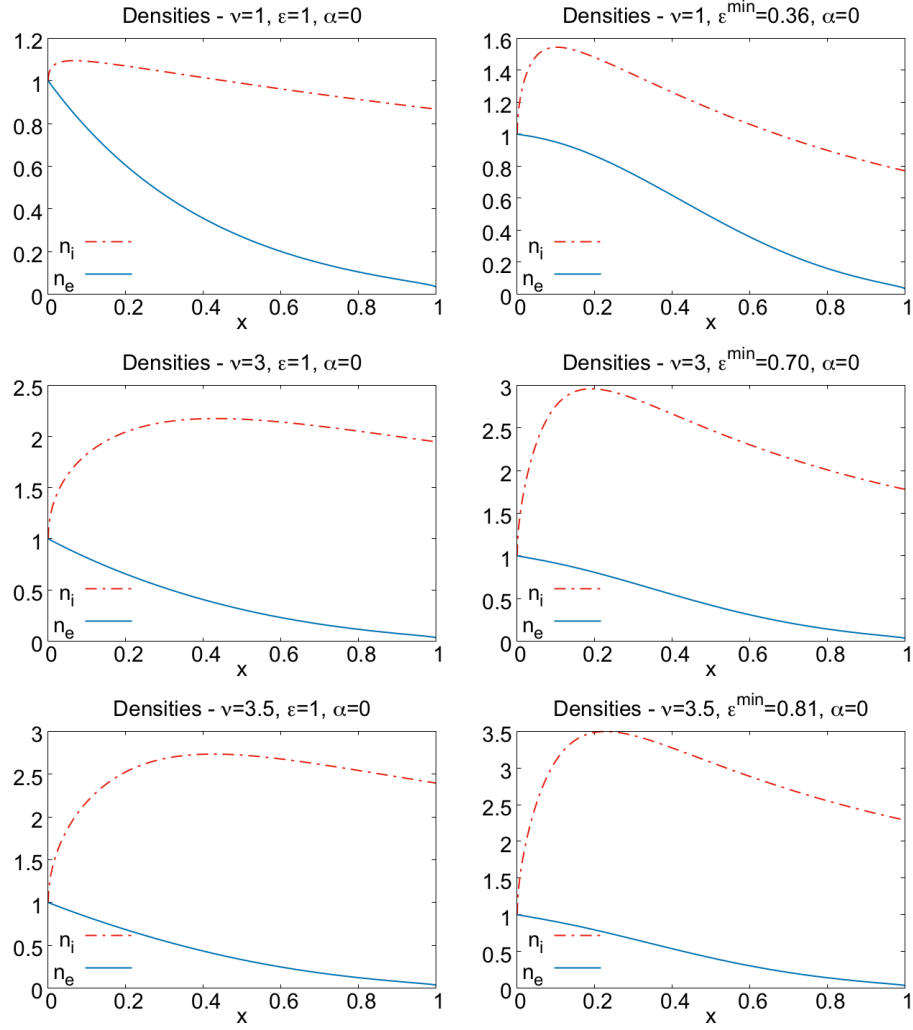 Densities - ν=1, ε=1, α=0
1.2
1
0.8
0.6
0.4
0.2
0
n_i
n_e
0 0.2 0.4 0.6 0.8 1
x
Densities - ν=1, ε^min=0.36, α=0
1.6
1.4
1.2
1
0.8
0.6
0.4
0.2
0
n_i
n_e
0 0.2 0.4 0.6 0.8 1
x
Densities - ν=3, ε=1, α=0
2.5
2
1.5
1
0.5
0
n_i
n_e
0 0.2 0.4 0.6 0.8 1
x
Densities - ν=3, ε^min=0.70, α=0
3
2.5
2
1.5
1
0.5
0
n_i
n_e
0 0.2 0.4 0.6 0.8 1
x
Densities - ν=3.5, ε=1, α=0
3
2.5
2
1.5
1
0.5
0
n_i
n_e
0 0.2 0.4 0.6 0.8 1
x
Densities - ν=3.5, ε^min=0.81, α=0
3.5
3
2.5
2
1.5
1
0.5
0
n_i
n_e
0 0.2 0.4 0.6 0.8 1
x